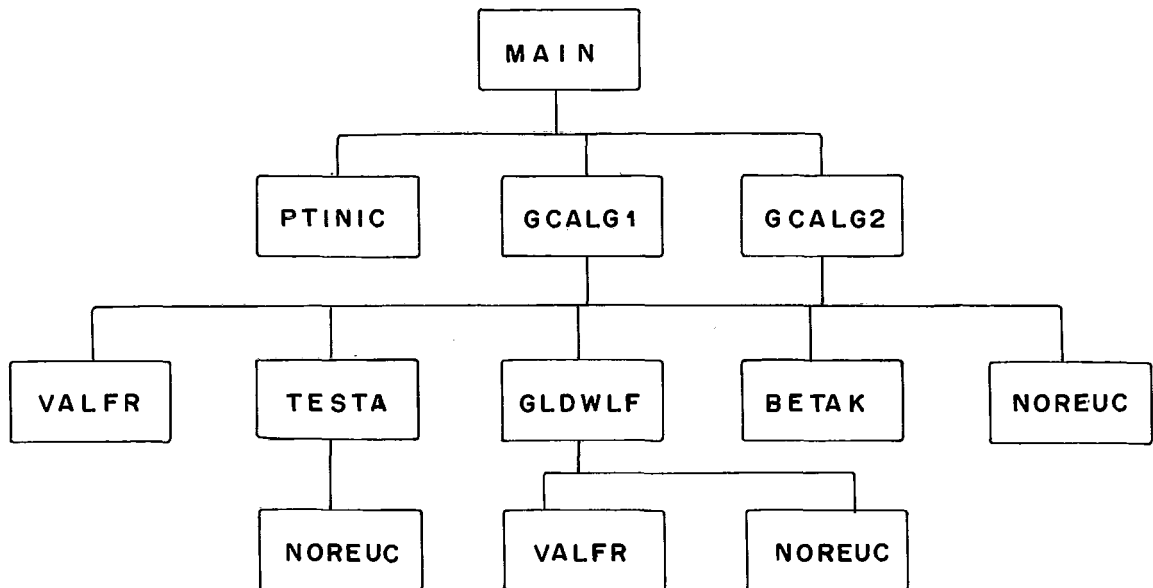 MAIN
PTINIC GCALG1 GCALG2
VALFR TESTA GLDWLF BETAK NOREUC
NOREUC VALFR NOREUC